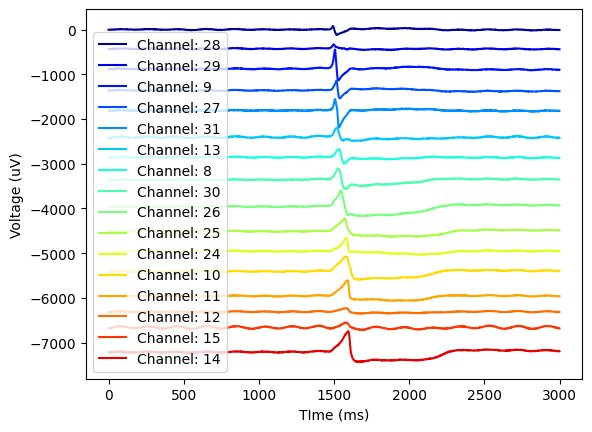 0
−1000
−2000
−3000
−4000
−5000
−6000
−7000
Voltage (uV)
Channel: 28
Channel: 29
Channel: 9
Channel: 27
Channel: 31
Channel: 13
Channel: 8
Channel: 30
Channel: 26
Channel: 25
Channel: 24
Channel: 10
Channel: 11
Channel: 12
Channel: 15
Channel: 14
0 500 1000 1500 2000 2500 3000
TIme (ms)